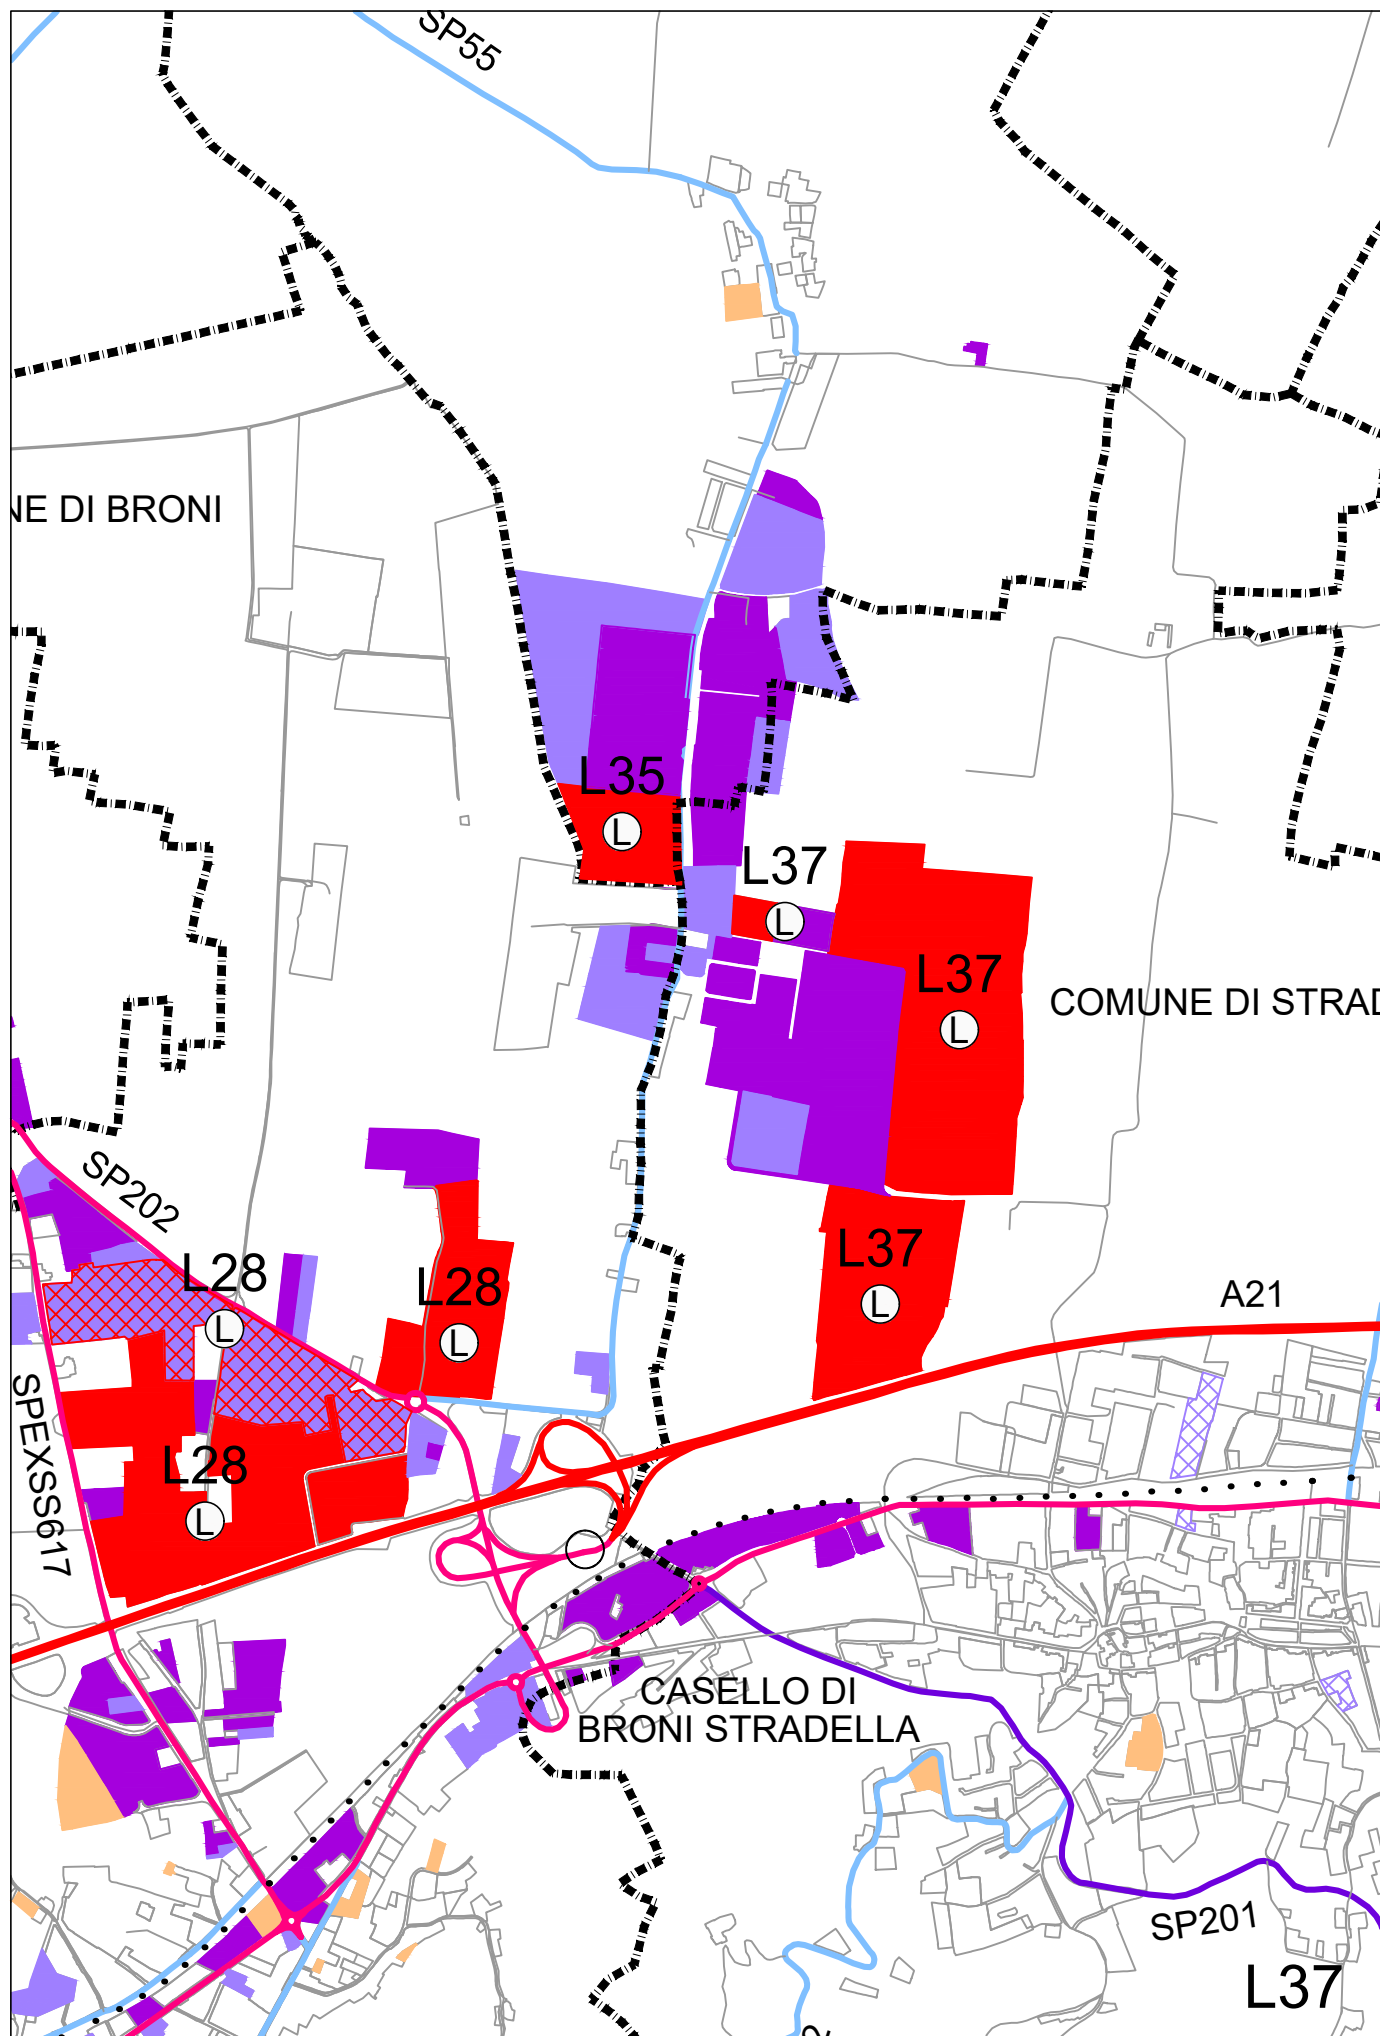 SP55
NE DI BRONI
L35
L
L37
L
L37
L
COMUNE DI STRAD
SP202
L28
L
L28
L
L37
L
A21
SPEXSS617
L28
L
CASELLO DI
BRONI STRADELLA
SP201
L37